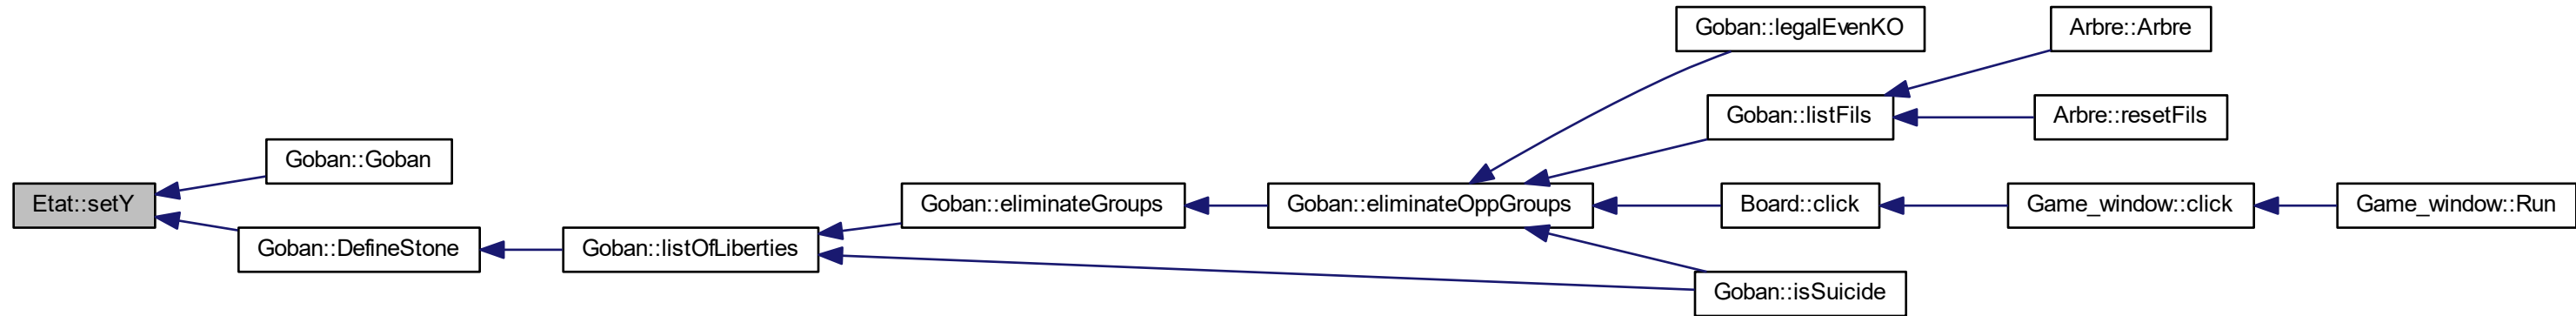 Etat::setY
Goban::Goban
Goban::DefineStone
Goban::listOfLiberties
Goban::eliminateGroups
Goban::eliminateOppGroups
Goban::legalEvenKO
Goban::listFils
Board::click
Goban::isSuicide
Arbre::Arbre
Arbre::resetFils
Game_window::click
Game_window::Run